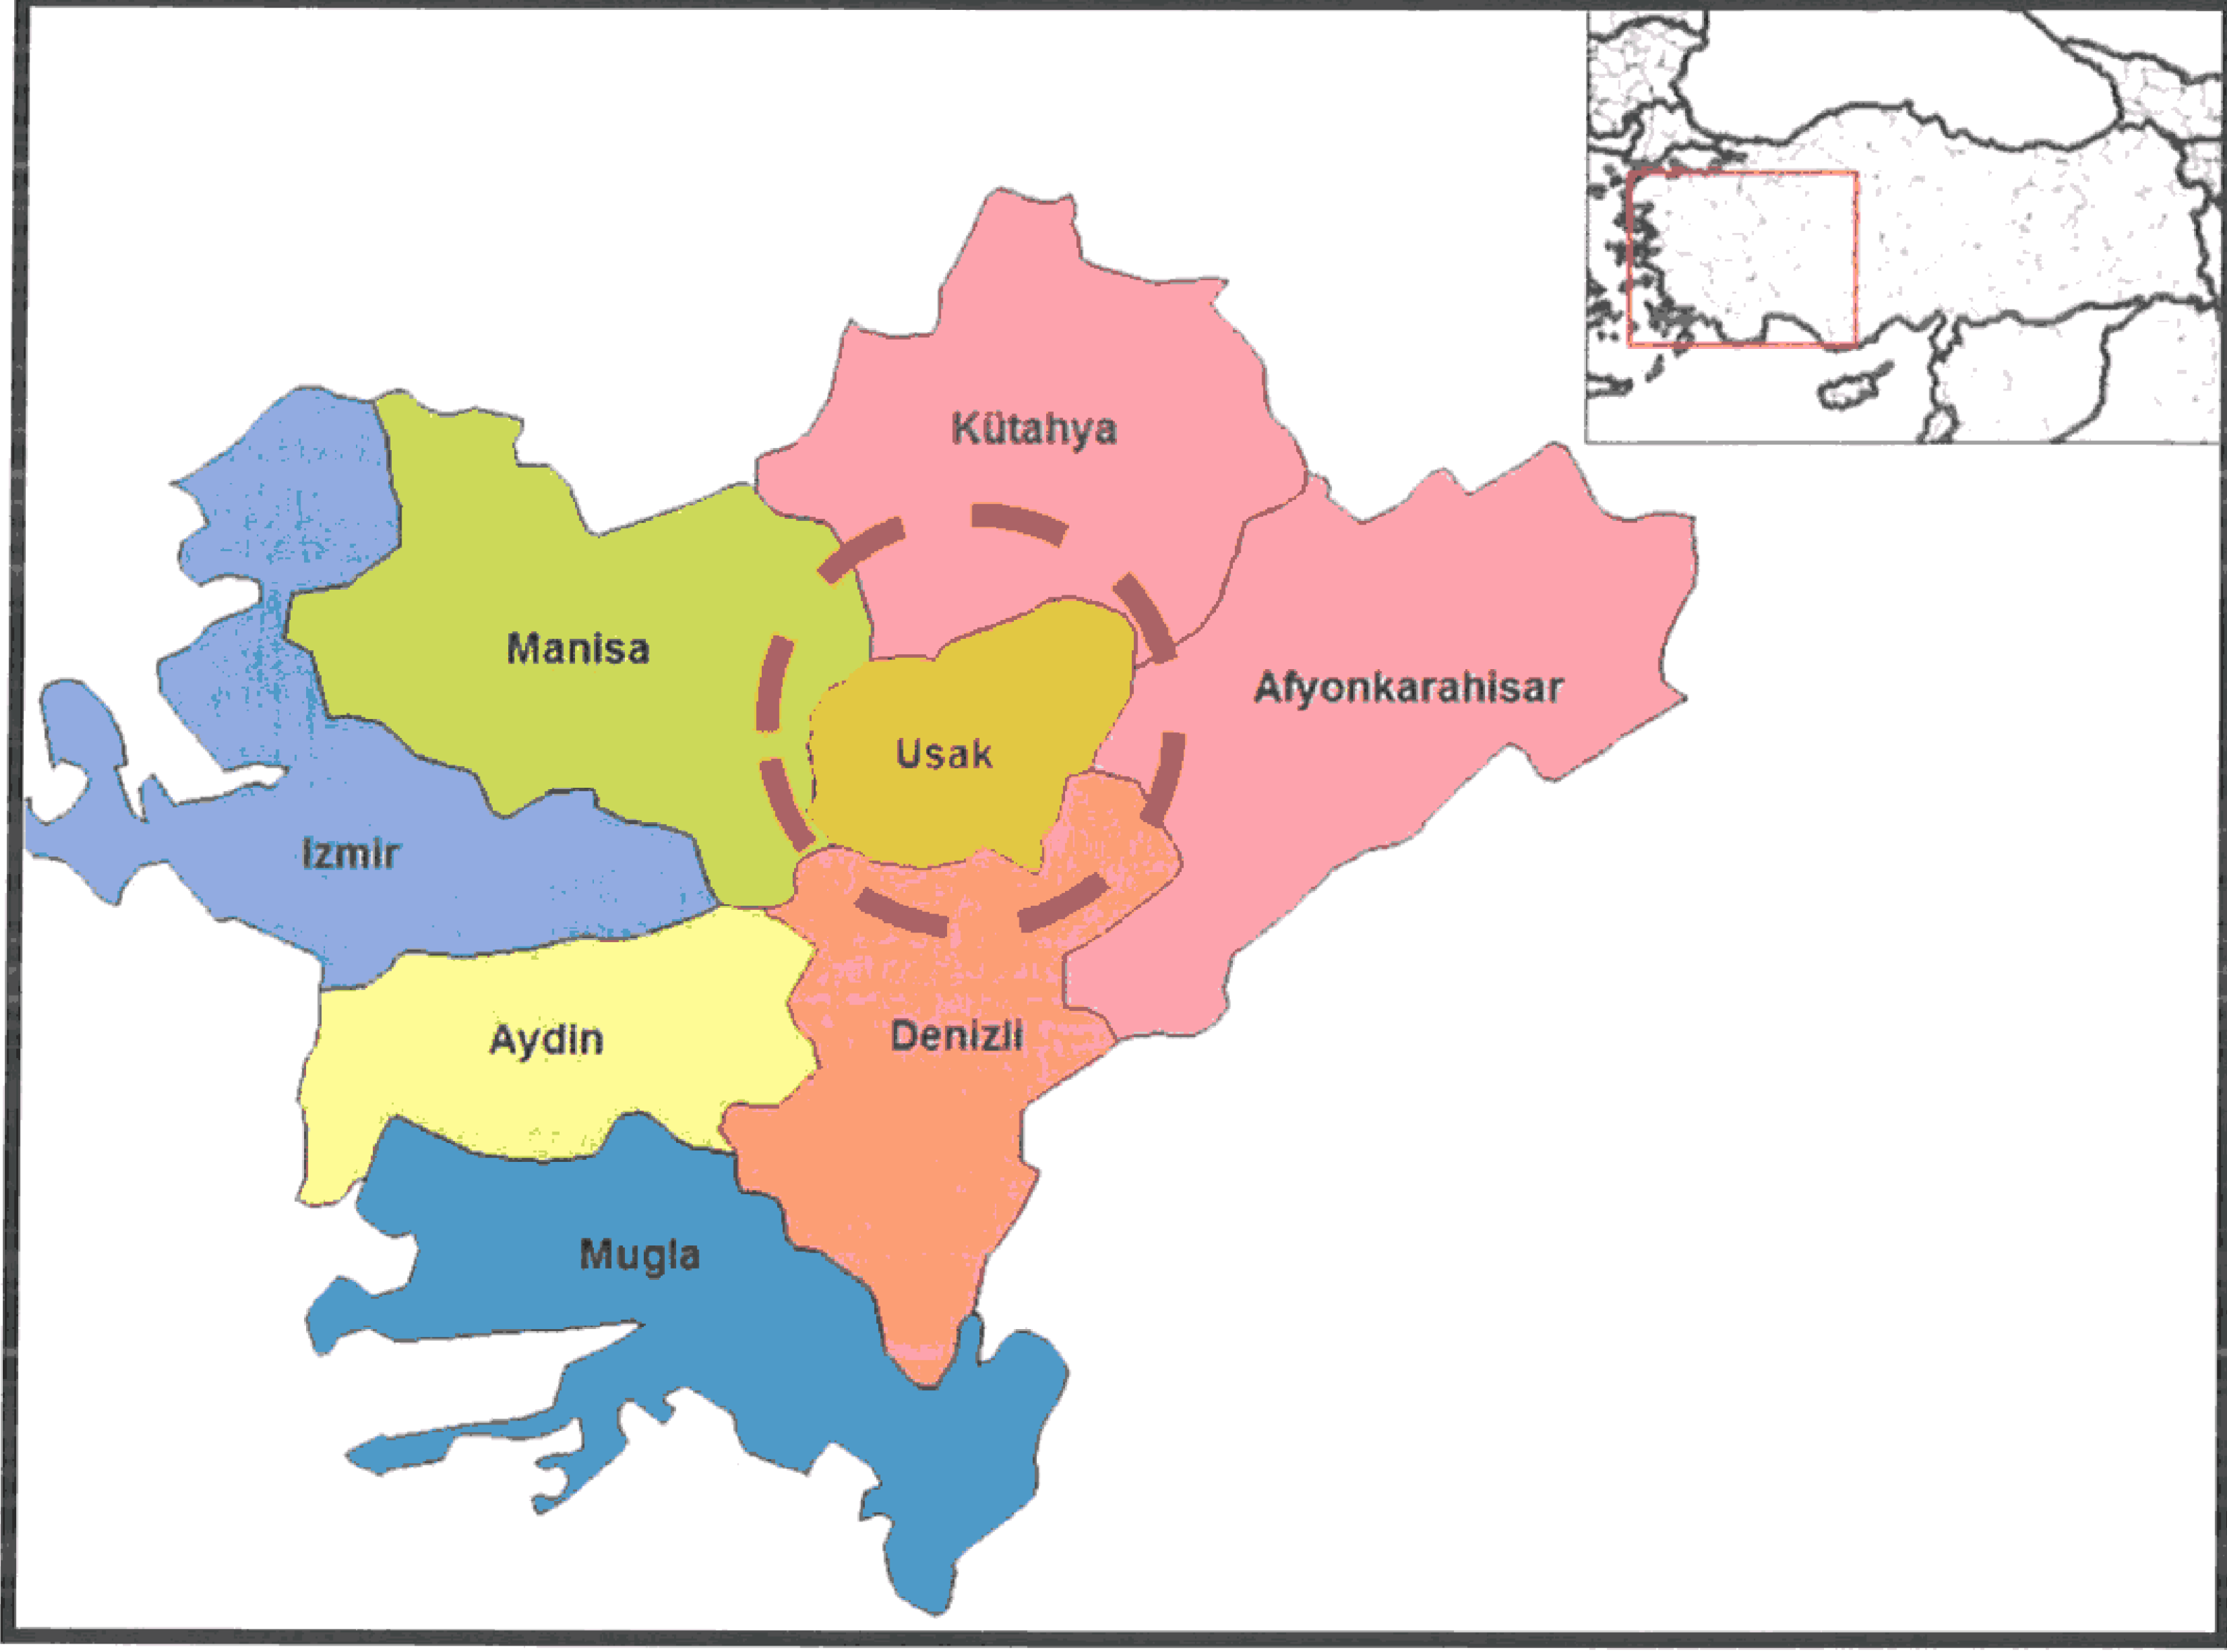 Kütahya
Manisa
Afyonkarahisar
Usak
Izmir
Denizli
Aydin
Mugla